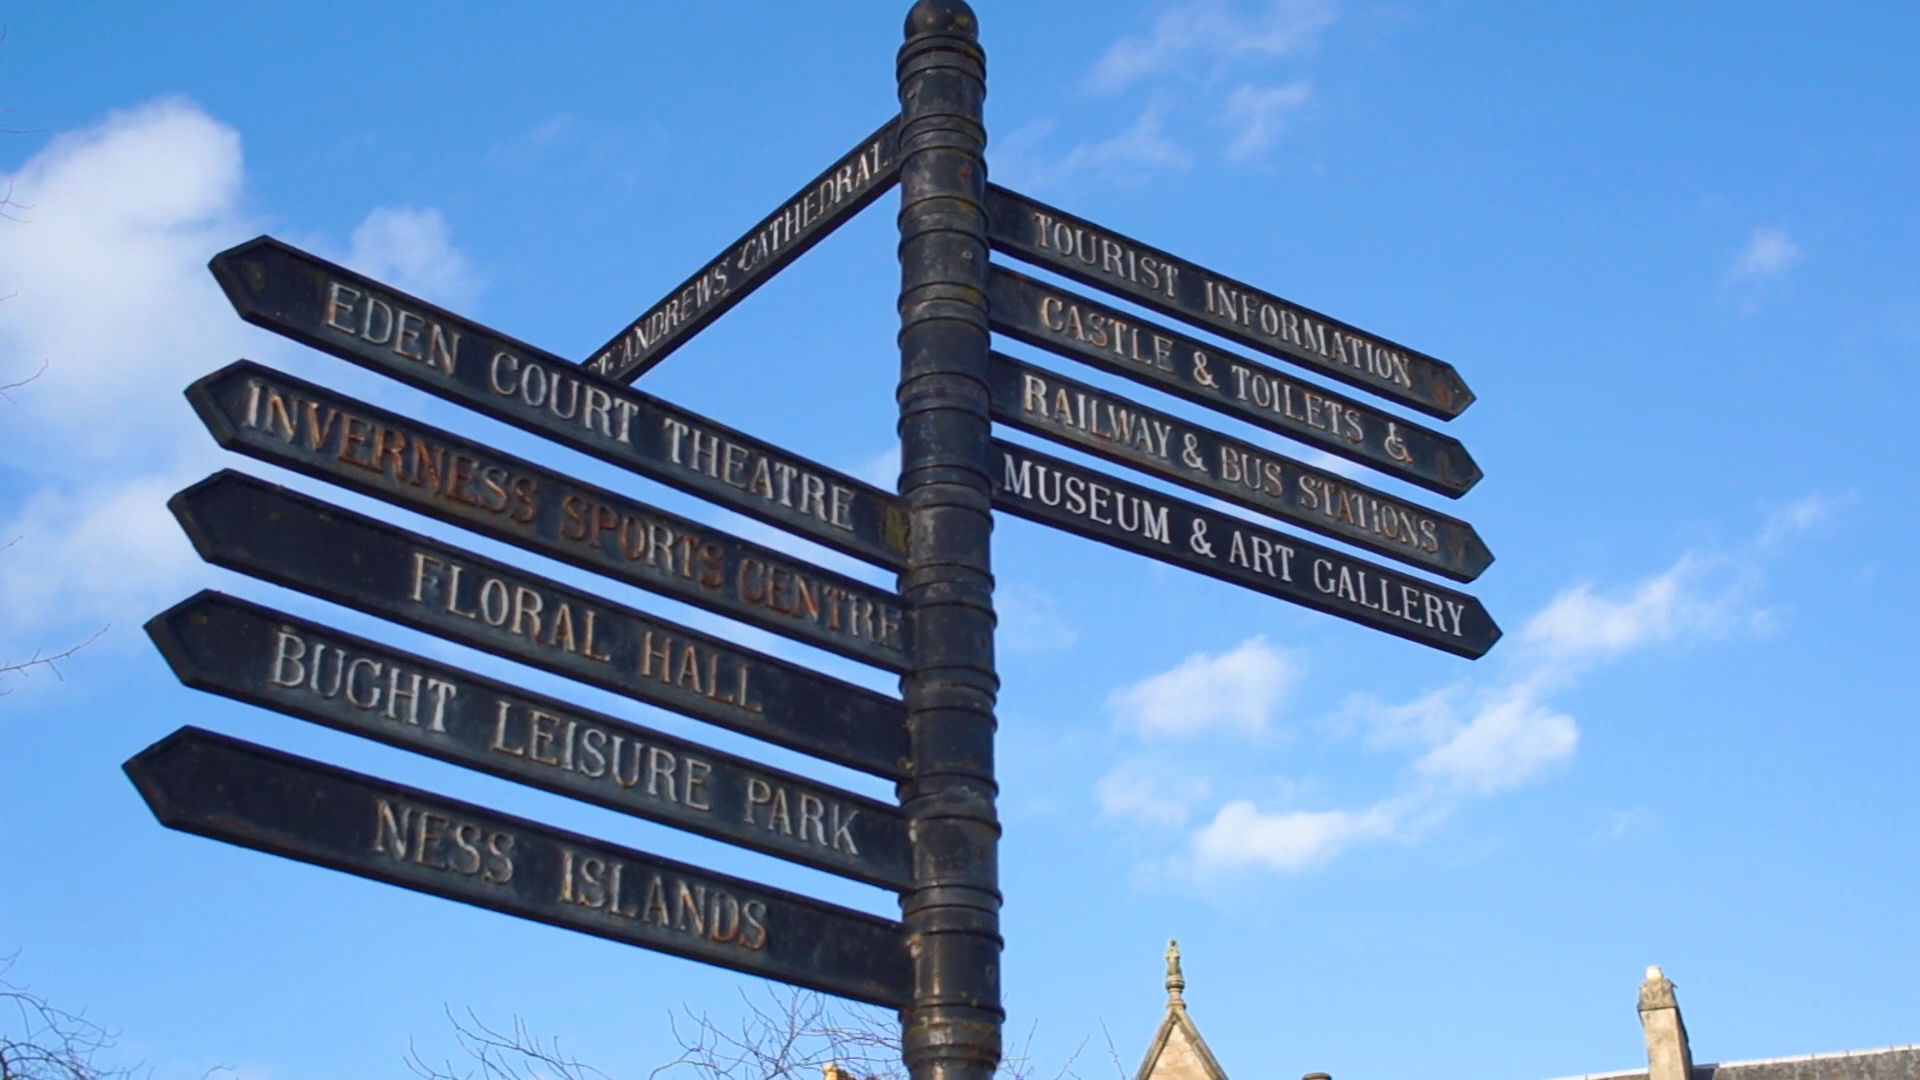 ST. ANDREWS' CATHEDRAL
EDEN COURT THEATRE
INVERNESS SPORTS CENTRE
FLORAL HALL
BUGHT LEISURE PARK
NESS ISLANDS
TOURIST INFORMATION
CASTLE & TOILETS &
RAILWAY & BUS STATIONS
MUSEUM & ART GALLERY